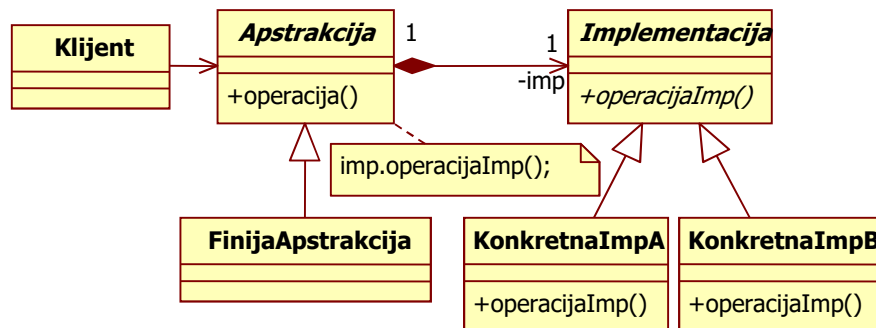 Klijent
Apstrakcija
+operacija()
1
1
-imp
Implementacija
+operacijaImp()
imp.operacijaImp();
FinijaApstrakcija
KonkretnaImpA
+operacijaImp()
KonkretnaImpB
+operacijaImp()